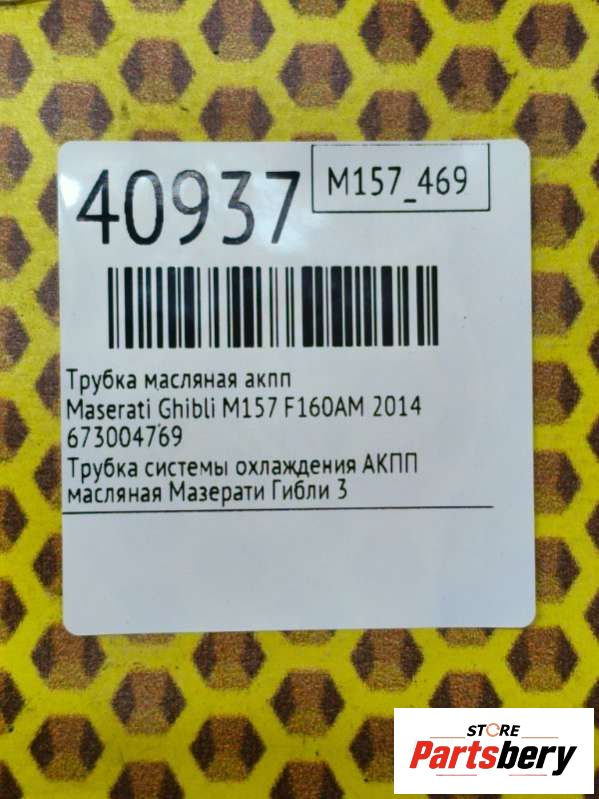 40937
M157_469
Трубка масляная акпп
Maserati Ghibli M157 F160AM 2014
673004769
Трубка системы охлаждения АКПП
масляная Мазерати Гибли 3
STORE
Partsbery